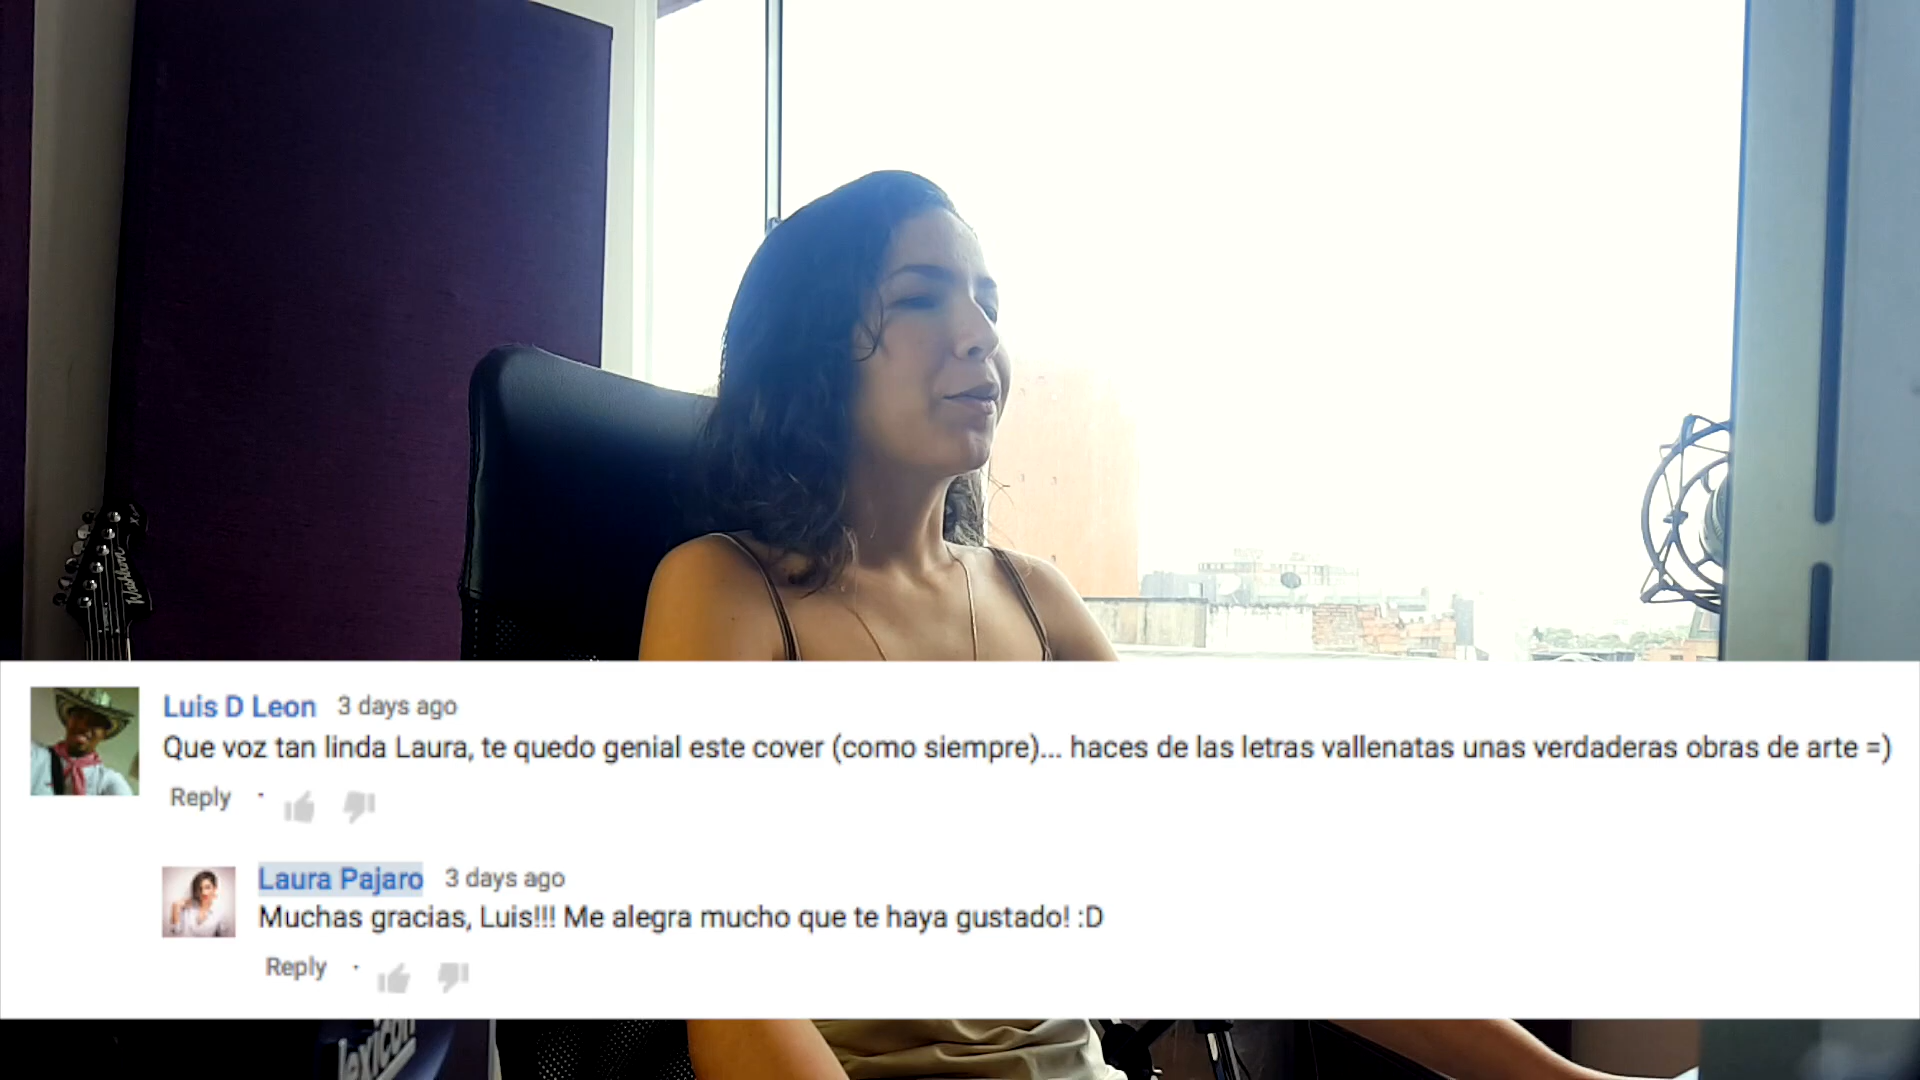 Washburn
Luis D Leon 3 days ago
Que voz tan linda Laura, te quedo genial este cover (como siempre)... haces de las letras vallenatas unas verdaderas obras de arte =)
Reply ·
Laura Pajaro 3 days ago
Muchas gracias, Luis!!! Me alegra mucho que te haya gustado! :D
Reply ·
lexicon